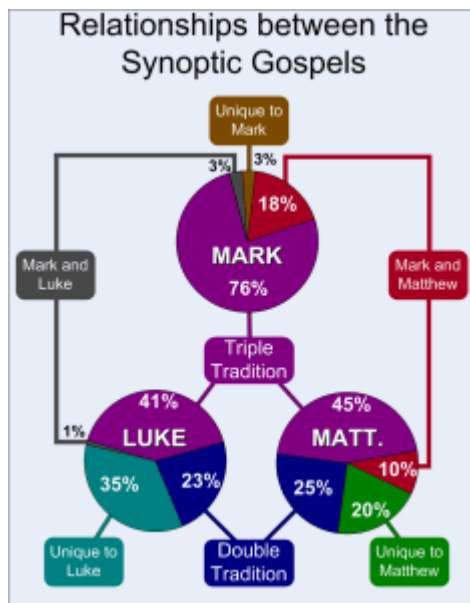 Relationships between the
Synoptic Gospels
Unique to
Mark
3%
3%
18%
MARK
76%
Mark and
Luke
Mark and
Matthew
Triple
Tradition
41%
45%
1%
LUKE
MATT.
35%
23%
25%
10%
20%
Unique to
Luke
Double
Tradition
Unique to
Matthew